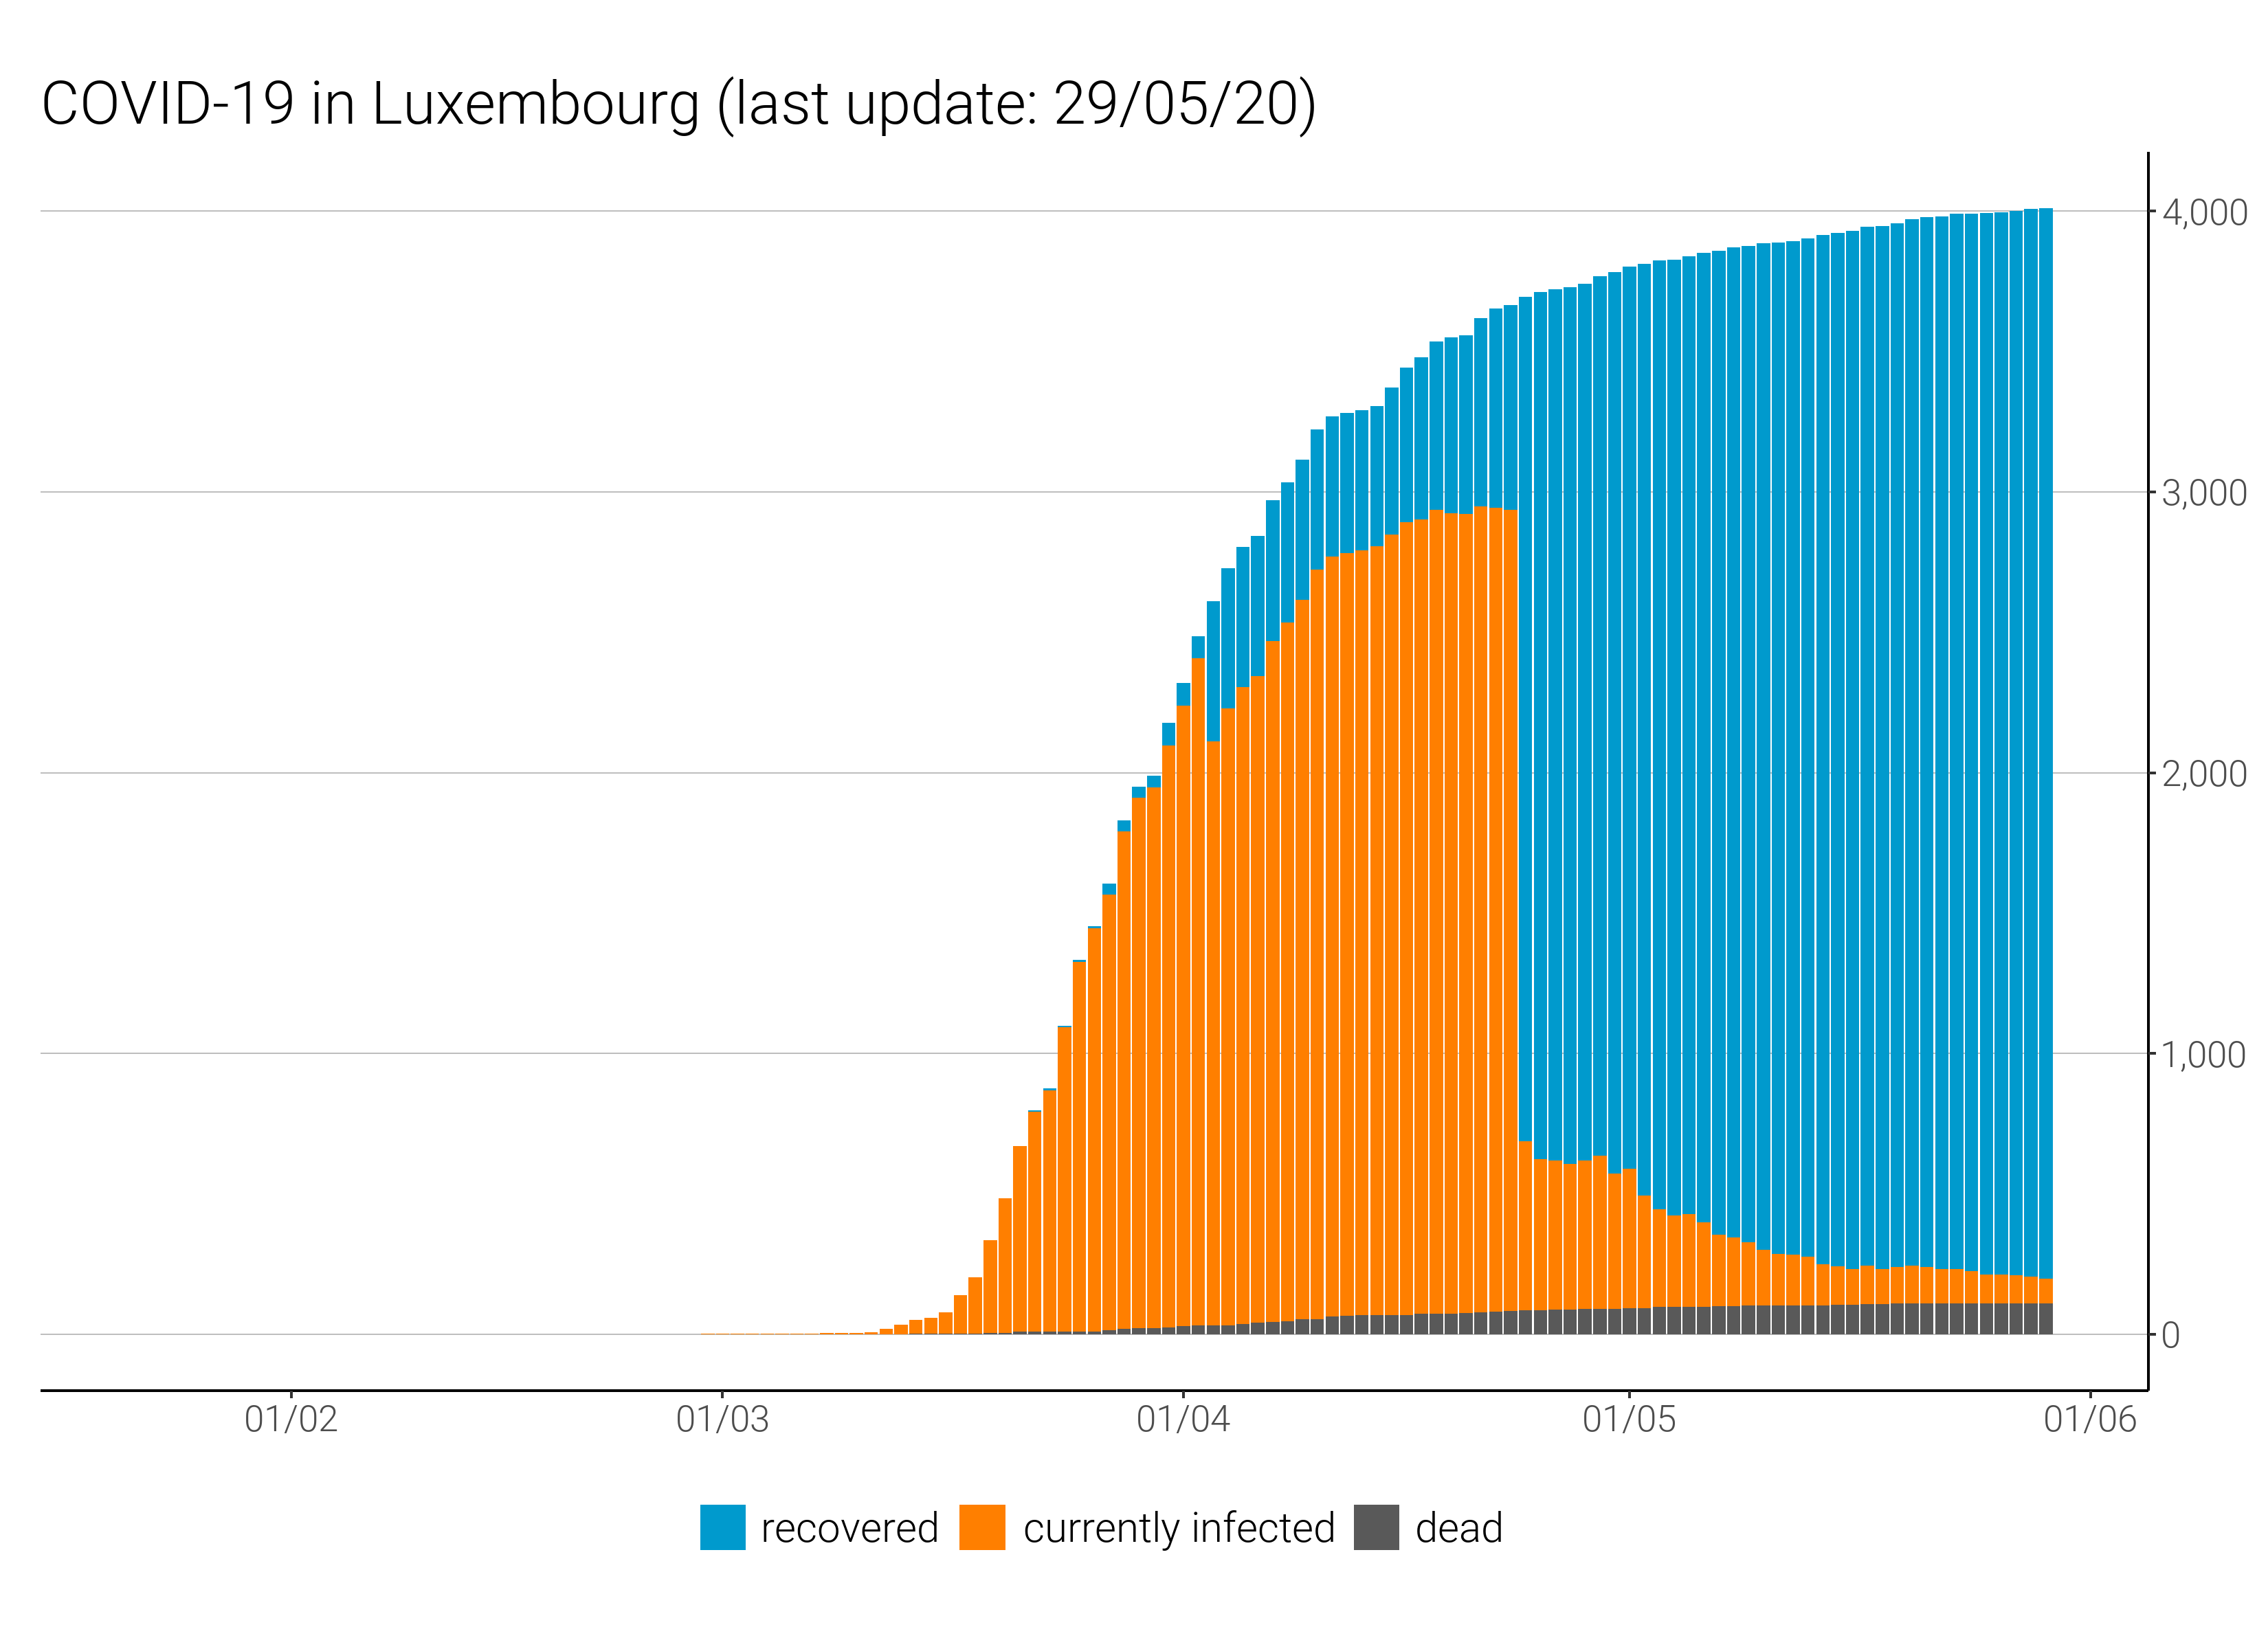 COVID-19 in Luxembourg (last update: 29/05/20)
4,000
3,000
2,000
1,000
0
01/02 01/03 01/04 01/05 01/06
recovered currently infected dead